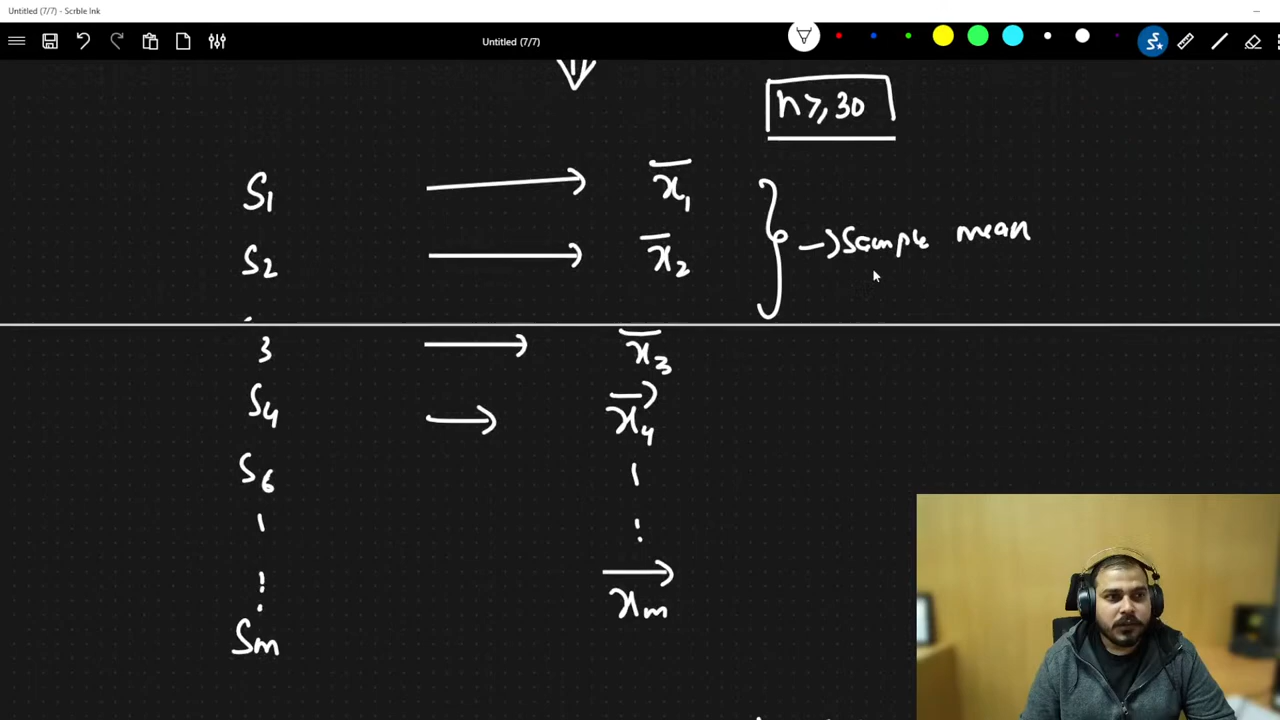 Untitled (7/7) - Scrble Ink
Untitled (7/7)
n ≥ 30
S1 → x̄1
S2 → x̄2
→ Sample mean
3 → x̄3
S4 → x̄4
S6
Sm
xm